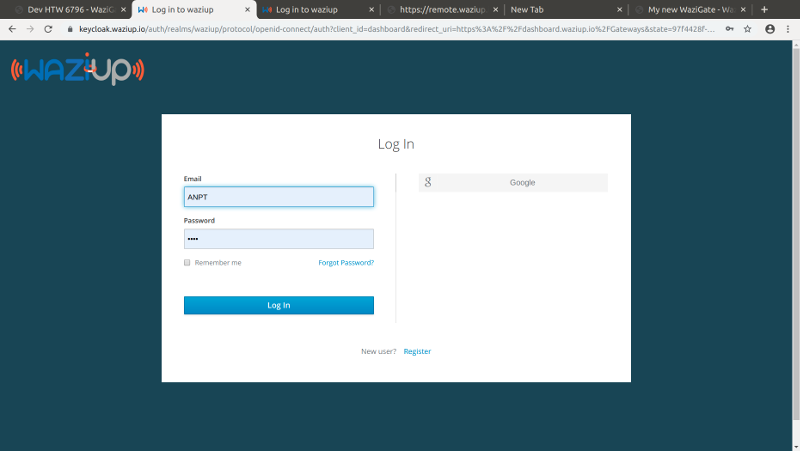 Dev HTW 6796 - WaziG
Log in to waziup
Log in to waziup
https://remote.waziup.
New Tab
My new WaziGate - Wa
keycloak.waziup.io/auth/realms/waziup/protocol/openid-connect/auth?client_id=dashboard&redirect_uri=https%3A%2F%2Fdashboard.waziup.io%2FGateways&state=97f4428f-...
WAZIUP
Log In
Email
ANPT
Password
••••
Remember me
Forgot Password?
Log In
Google
New user? Register